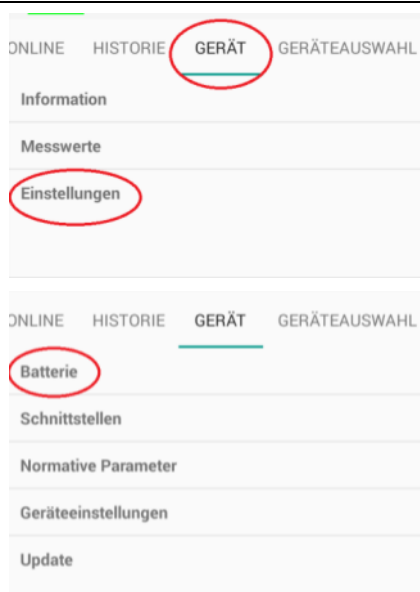 ONLINE HISTORIE GERÄT GERÄTEAUSWAHL
Information
Messwerte
Einstellungen
ONLINE HISTORIE GERÄT GERÄTEAUSWAHL
Batterie
Schnittstellen
Normative Parameter
Geräteeinstellungen
Update